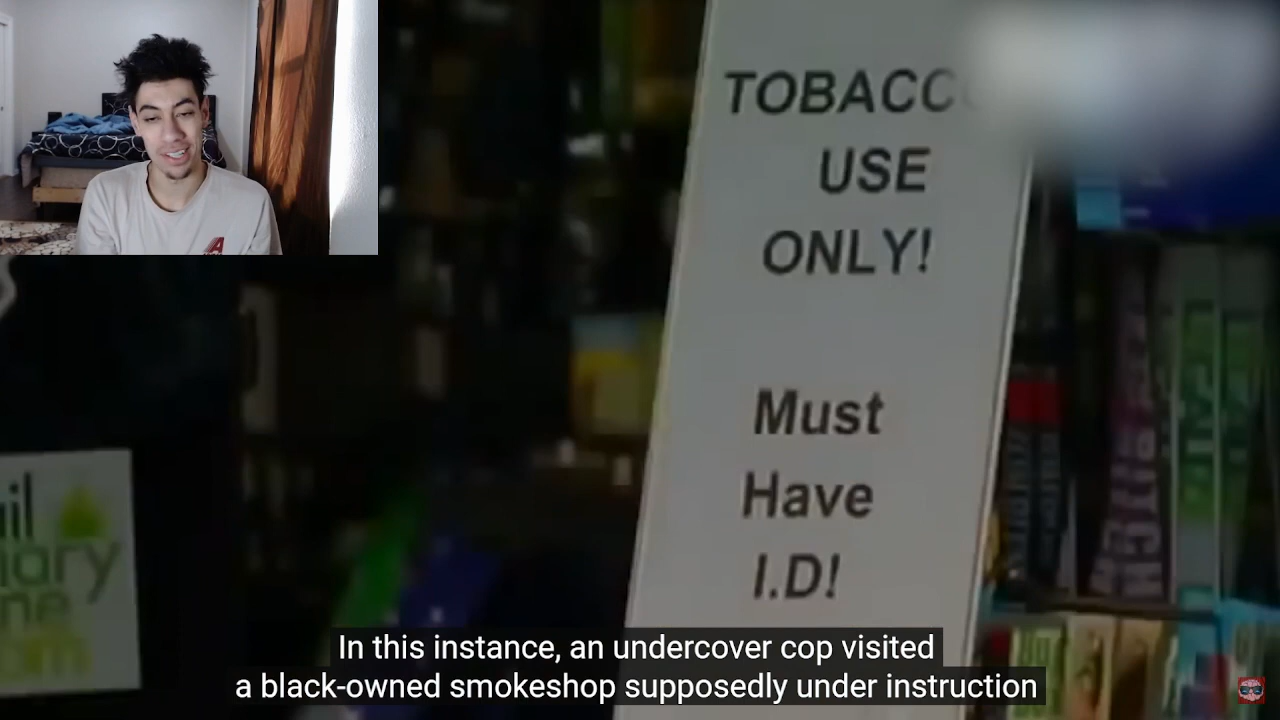 TOBACC
USE
ONLY!
Must
Have
I.D!
In this instance, an undercover cop visited
a black-owned smokeshop supposedly under instruction